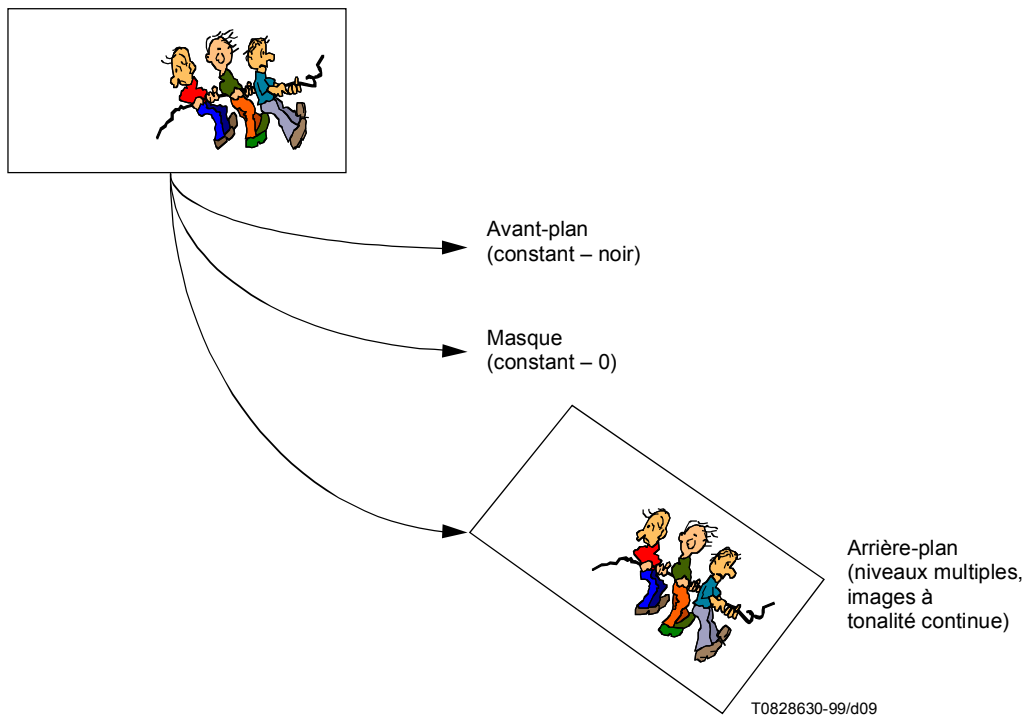 Avant-plan
(constant – noir)
Masque
(constant – 0)
Arrière-plan
(niveaux multiples,
images à
tonalité continue)
T0828630-99/d09